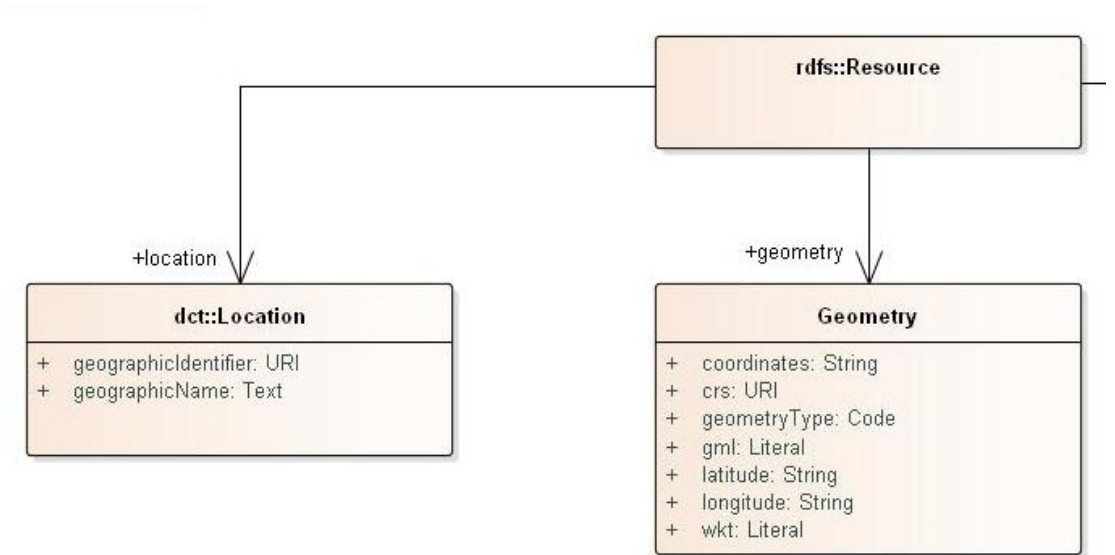 rdfs::Resource
+location
+geometry
dct::Location
+ geographicIdentifier: URI
+ geographicName: Text
Geometry
+ coordinates: String
+ crs: URI
+ geometryType: Code
+ gml: Literal
+ latitude: String
+ longitude: String
+ wkt: Literal